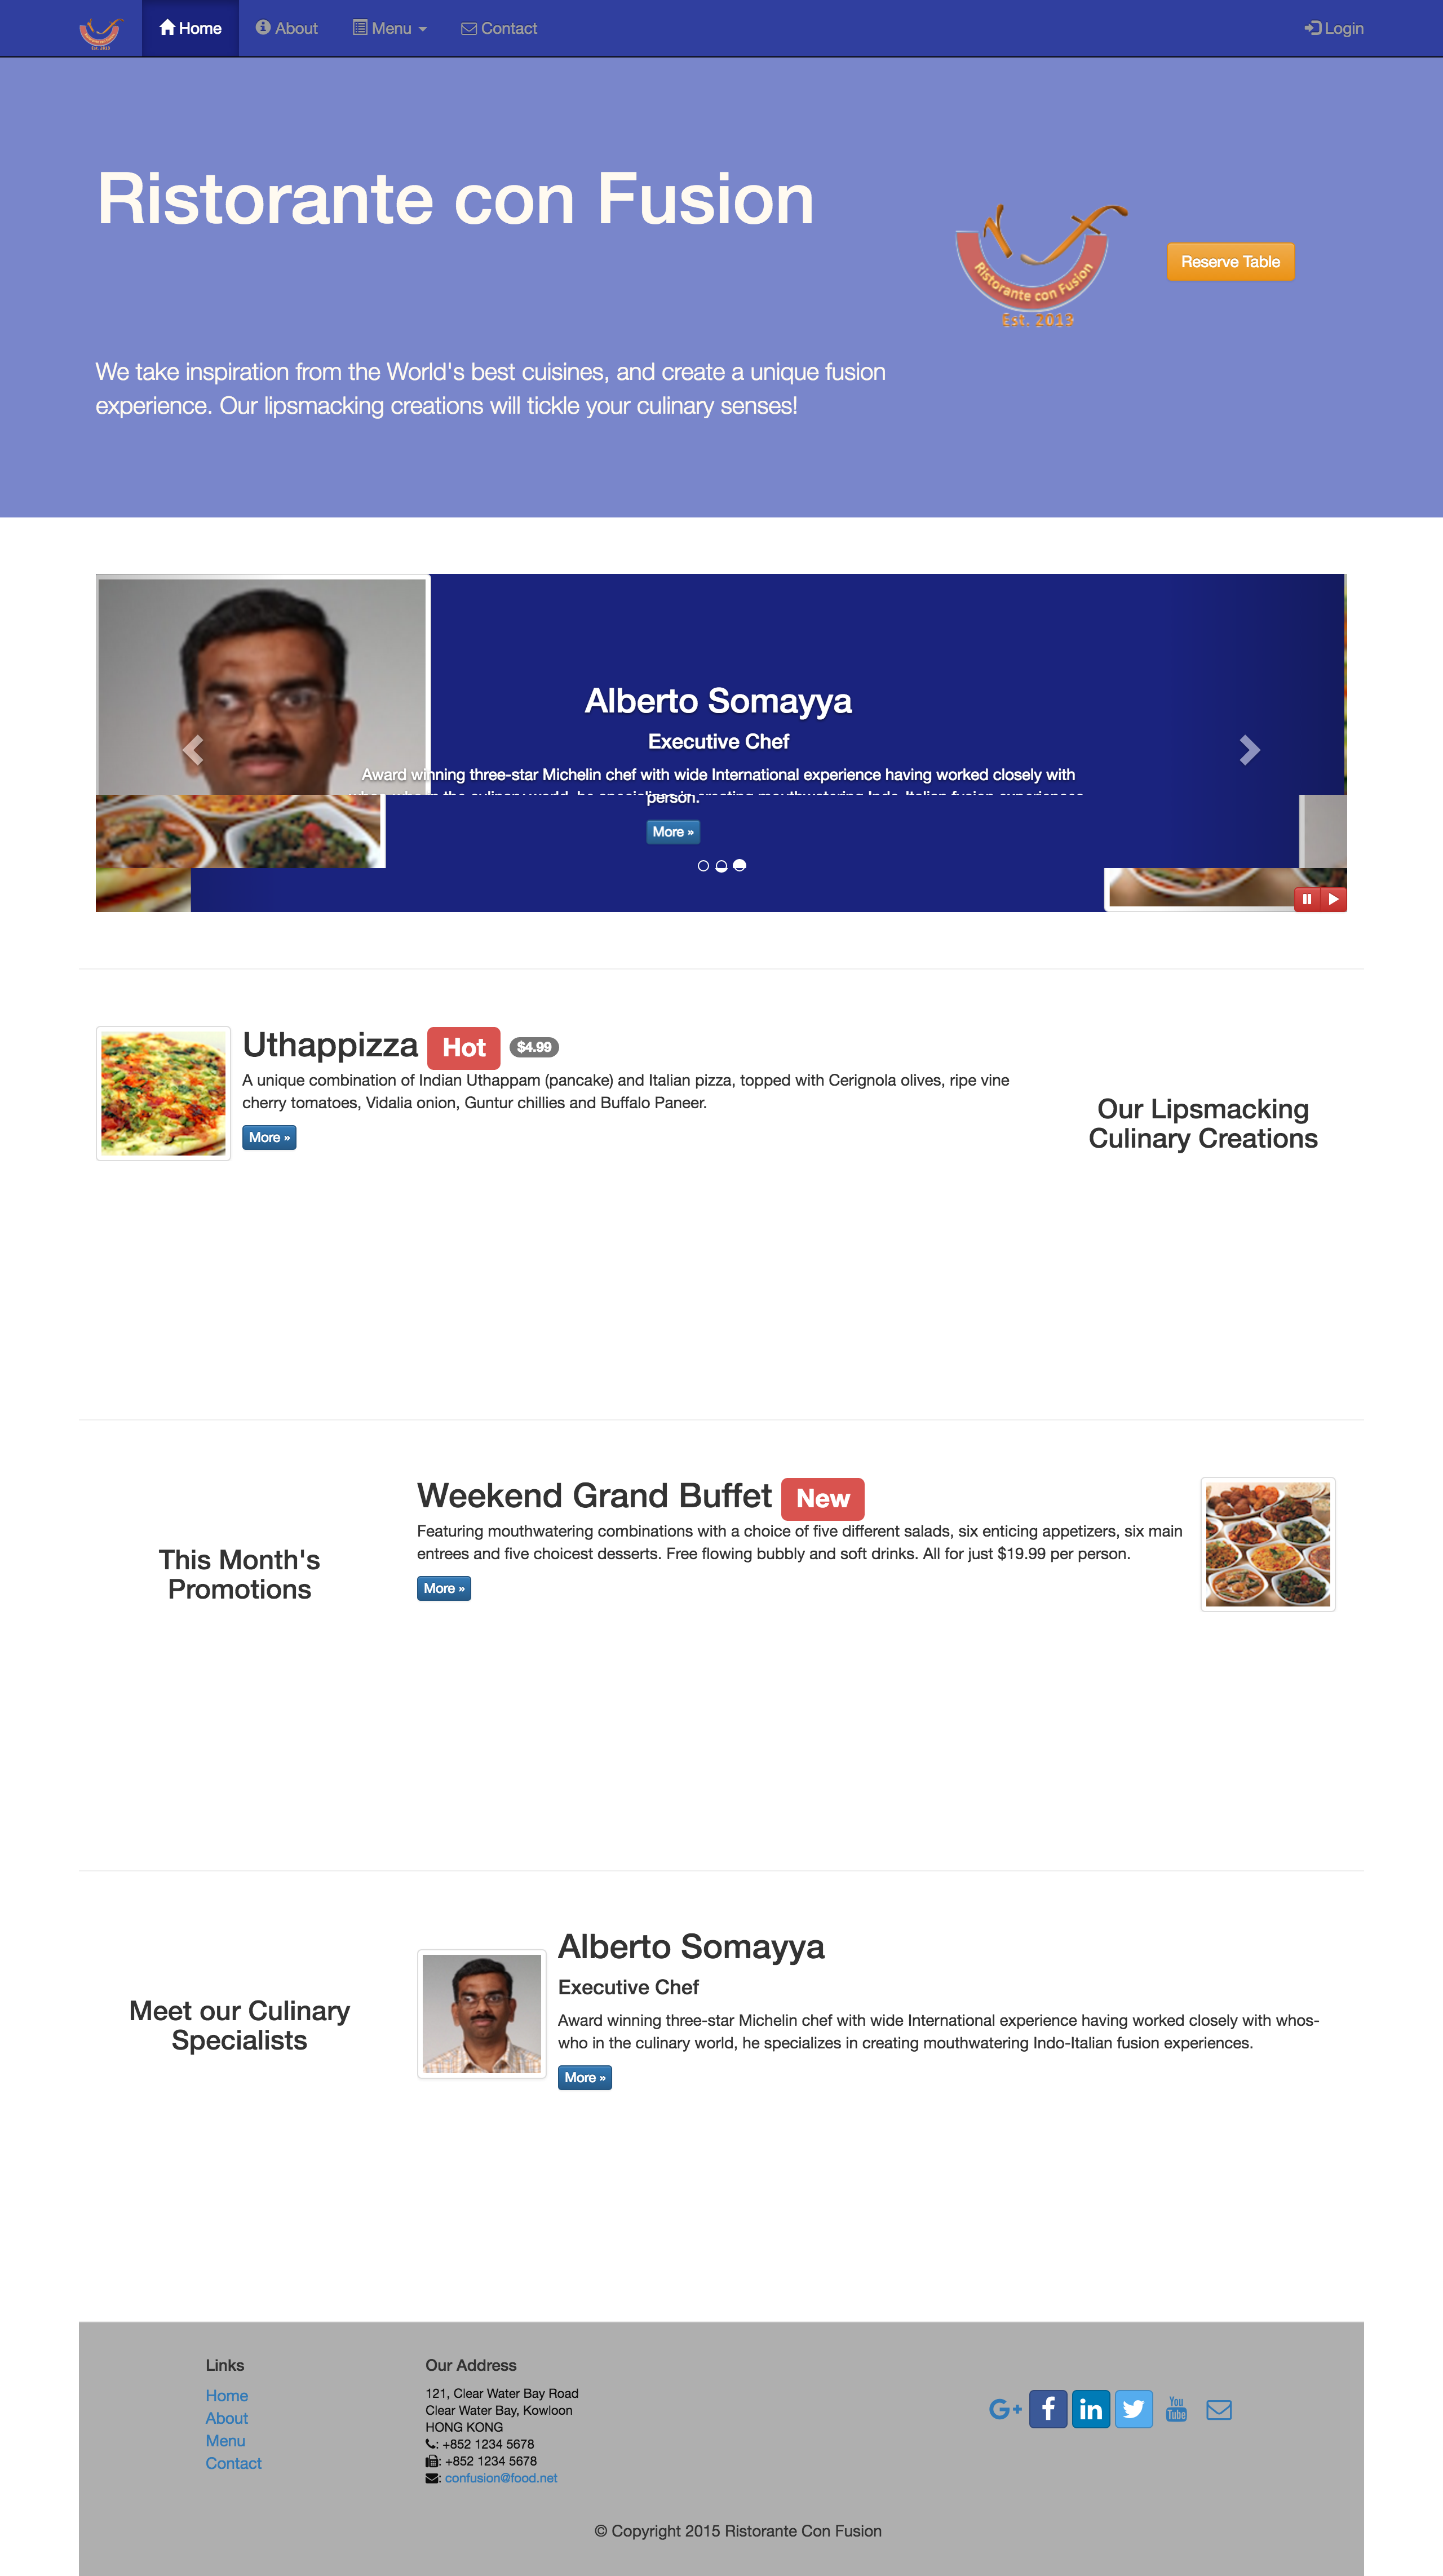 Est. 2013
Home
About
Menu
Contact
Login
Ristorante con Fusion
Ristorante con Fusion
Est. 2013
Reserve Table
We take inspiration from the World's best cuisines, and create a unique fusion
experience. Our lipsmacking creations will tickle your culinary senses!
Alberto Somayya
Executive Chef
Award winning three-star Michelin chef with wide International experience having worked closely with
person.
More »
Uthappizza Hot $4.99
A unique combination of Indian Uthappam (pancake) and Italian pizza, topped with Cerignola olives, ripe vine
cherry tomatoes, Vidalia onion, Guntur chillies and Buffalo Paneer.
More »
Our Lipsmacking
Culinary Creations
This Month's
Promotions
Weekend Grand Buffet New
Featuring mouthwatering combinations with a choice of five different salads, six enticing appetizers, six main
entrees and five choicest desserts. Free flowing bubbly and soft drinks. All for just $19.99 per person.
More »
Meet our Culinary
Specialists
Alberto Somayya
Executive Chef
Award winning three-star Michelin chef with wide International experience having worked closely with whos-
who in the culinary world, he specializes in creating mouthwatering Indo-Italian fusion experiences.
More »
Links
Home
About
Menu
Contact
Our Address
121, Clear Water Bay Road
Clear Water Bay, Kowloon
HONG KONG
: +852 1234 5678
: +852 1234 5678
: confusion@food.net
G+
f
in
You
Tube
© Copyright 2015 Ristorante Con Fusion